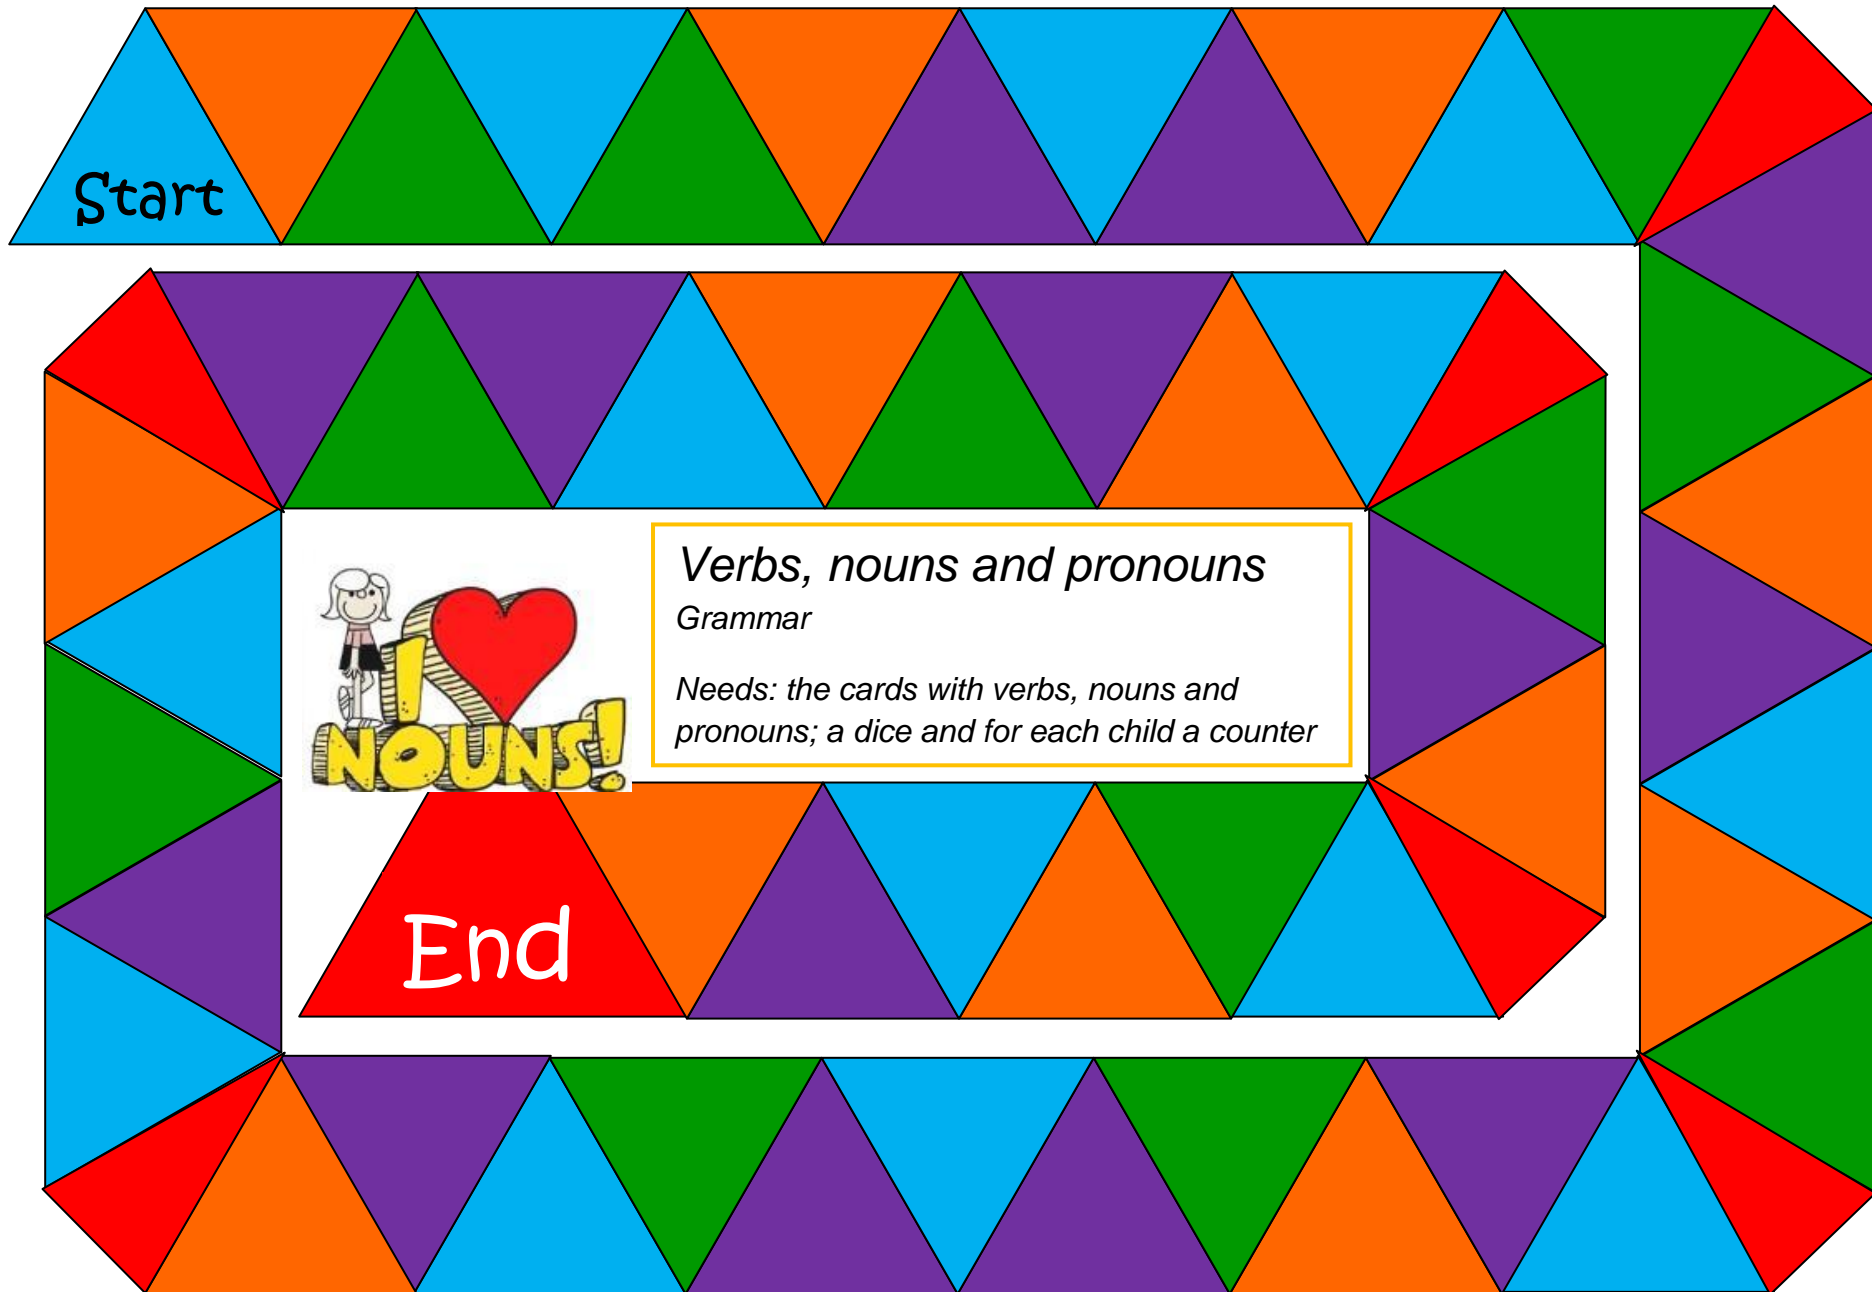 Start
Verbs, nouns and pronouns
Grammar
Needs: the cards with verbs, nouns and
pronouns; a dice and for each child a counter
I
NOUNS!
End